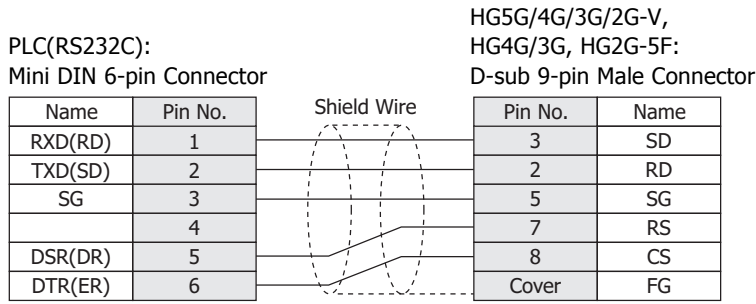 HG5G/4G/3G/2G-V,
PLC(RS232C): HG4G/3G, HG2G-5F:
Mini DIN 6-pin Connector D-sub 9-pin Male Connector
Name Pin No. Shield Wire Pin No. Name
RXD(RD) 1 3 SD
TXD(SD) 2 2 RD
SG 3 5 SG
4 7 RS
DSR(DR) 5 8 CS
DTR(ER) 6 Cover FG